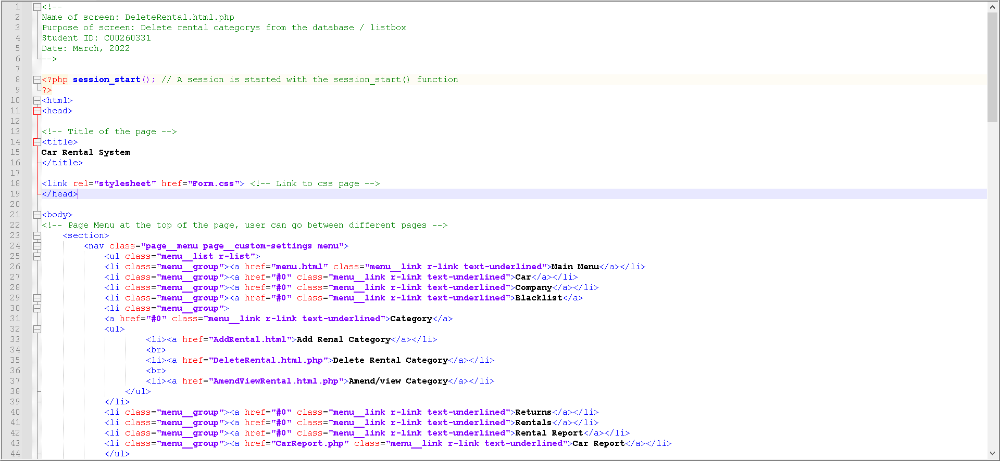 1 <!--
2 Name of screen: DeleteRental.html.php
3 Purpose of screen: Delete rental categorys from the database / listbox
4 Student ID: C00260331
5 Date: March, 2022
6 -->
7
8 <?php session_start(); // A session is started with the session_start() function
9 ?>
10 <html>
11 <head>
12
13 <!-- Title of the page -->
14 <title>
15 Car Rental System
16 </title>
17
18 <link rel="stylesheet" href="Form.css"> <!-- Link to css page -->
19 </head>
20
21 <body>
22 <!-- Page Menu at the top of the page, user can go between different pages -->
23 <section>
24 <nav class="page__menu page__custom-settings menu">
25 <ul class="menu__list r-list">
26 <li class="menu__group"><a href="menu.html" class="menu__link r-link text-underlined">Main Menu</a></li>
27 <li class="menu__group"><a href="#0" class="menu__link r-link text-underlined">Car</a></li>
28 <li class="menu__group"><a href="#0" class="menu__link r-link text-underlined">Company</a></li>
29 <li class="menu__group"><a href="#0" class="menu__link r-link text-underlined">Blacklist</a>
30 <li class="menu__group">
31 <a href="#0" class="menu__link r-link text-underlined">Category</a>
32 <ul>
33 <li><a href="AddRental.html">Add Renal Category</a></li>
34 <br>
35 <li><a href="DeleteRental.html.php">Delete Rental Category</a></li>
36 <br>
37 <li><a href="AmendViewRental.html.php">Amend/view Category</a></li>
38 </ul>
39 </li>
40 <li class="menu__group"><a href="#0" class="menu__link r-link text-underlined">Returns</a></li>
41 <li class="menu__group"><a href="#0" class="menu__link r-link text-underlined">Rentals</a></li>
42 <li class="menu__group"><a href="#0" class="menu__link r-link text-underlined">Rental Report</a></li>
43 <li class="menu__group"><a href="CarReport.php" class="menu__link r-link text-underlined">Car Report</a></li>
44 </ul>